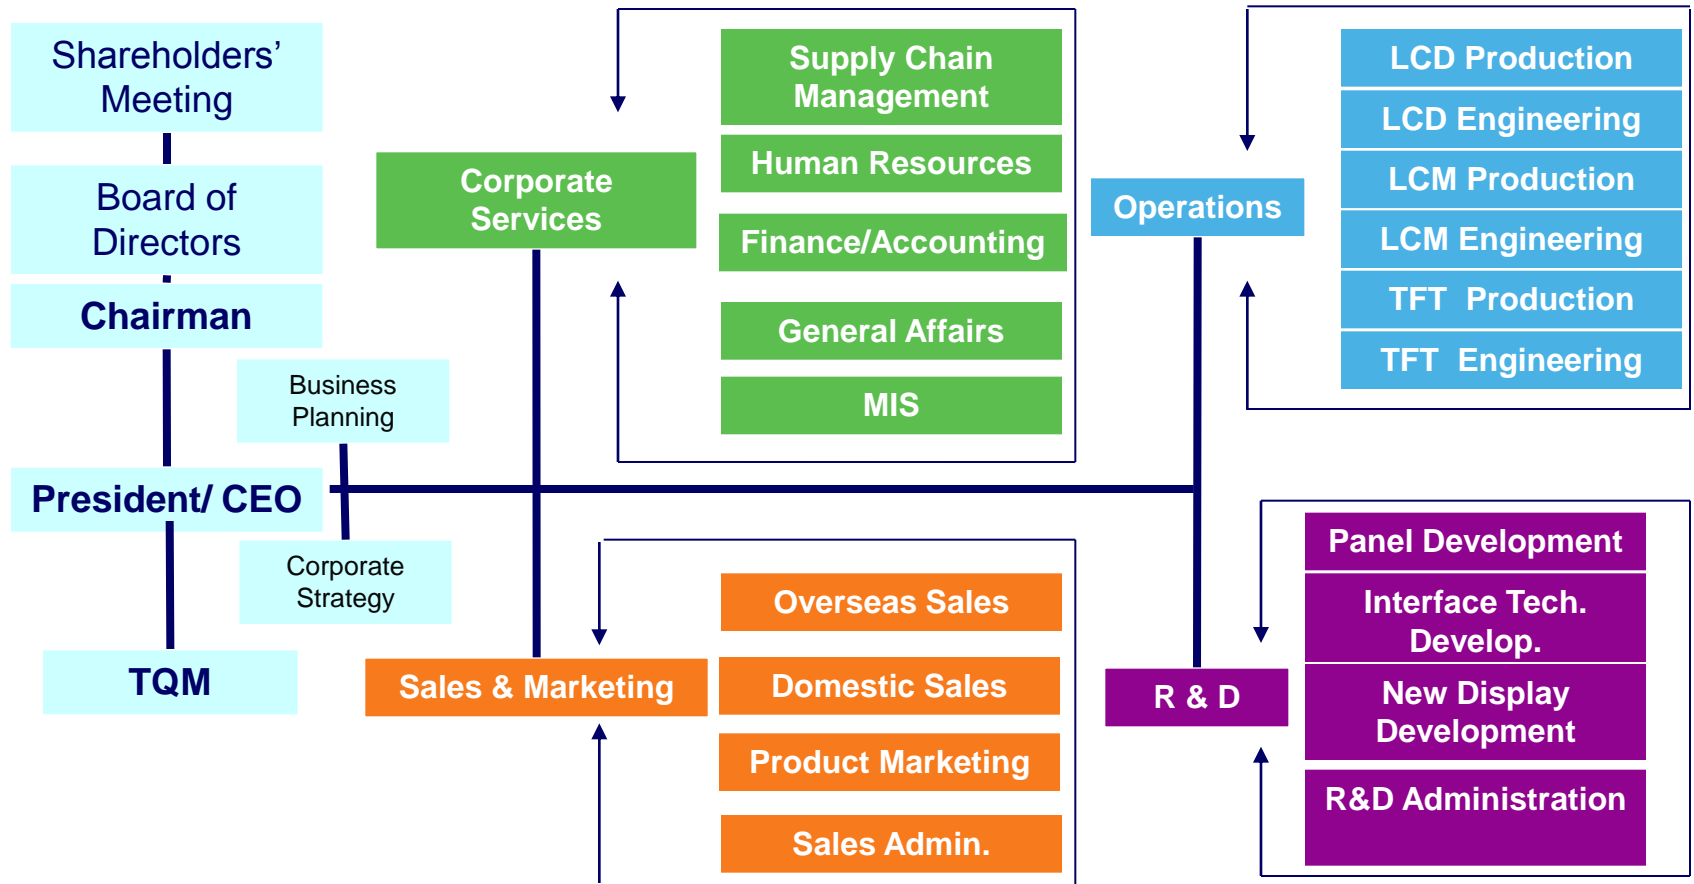 Shareholders’
Meeting
Board of
Directors
Chairman
Business
Planning
President/ CEO
Corporate
Strategy
TQM
Corporate
Services
Supply Chain
Management
Human Resources
Finance/Accounting
General Affairs
MIS
Sales & Marketing
Overseas Sales
Domestic Sales
Product Marketing
Sales Admin.
Operations
LCD Production
LCD Engineering
LCM Production
LCM Engineering
TFT  Production
TFT  Engineering
R & D
Panel Development
Interface Tech.
Develop.
New Display
Development
R&D Administration